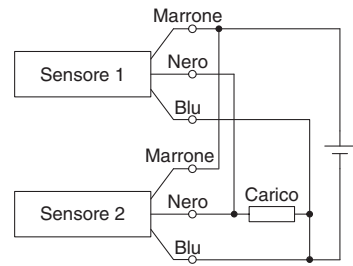 Marrone
Sensore 1
Nero
Blu
Marrone
Sensore 2
Nero
Carico
Blu